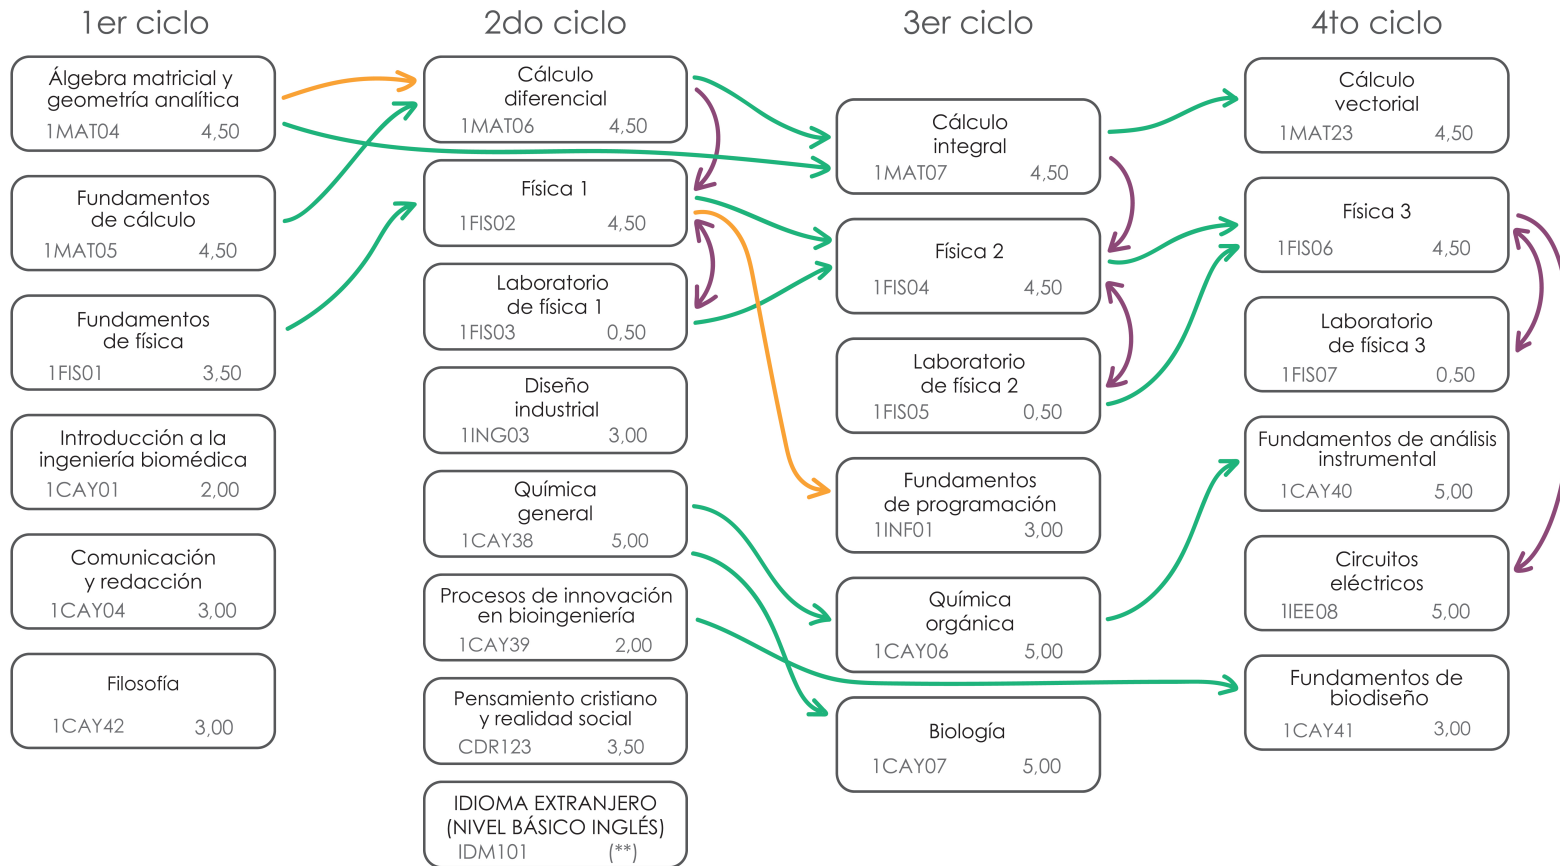 1er ciclo
Álgebra matricial y
geometría analítica
1MAT04 4,50
Fundamentos
de cálculo
1MAT05 4,50
Fundamentos
de física
1FIS01 3,50
Introducción a la
ingeniería biomédica
1CAY01 2,00
Comunicación
y redacción
1CAY04 3,00
Filosofía
1CAY42 3,00
2do ciclo
Cálculo
diferencial
1MAT06 4,50
Física 1
1FIS02 4,50
Laboratorio
de física 1
1FIS03 0,50
Diseño
industrial
1ING03 3,00
Química
general
1CAY38 5,00
Procesos de innovación
en bioingeniería
1CAY39 2,00
Pensamiento cristiano
y realidad social
CDR123 3,50
IDIOMA EXTRANJERO
(NIVEL BÁSICO INGLÉS)
IDM101 (**)
3er ciclo
Cálculo
integral
1MAT07 4,50
Física 2
1FIS04 4,50
Laboratorio
de física 2
1FIS05 0,50
Fundamentos
de programación
1INF01 3,00
Química
orgánica
1CAY06 5,00
Biología
1CAY07 5,00
4to ciclo
Cálculo
vectorial
1MAT23 4,50
Física 3
1FIS06 4,50
Laboratorio
de física 3
1FIS07 0,50
Fundamentos de análisis
instrumental
1CAY40 5,00
Circuitos
eléctricos
1IEE08 5,00
Fundamentos de
biodiseño
1CAY41 3,00